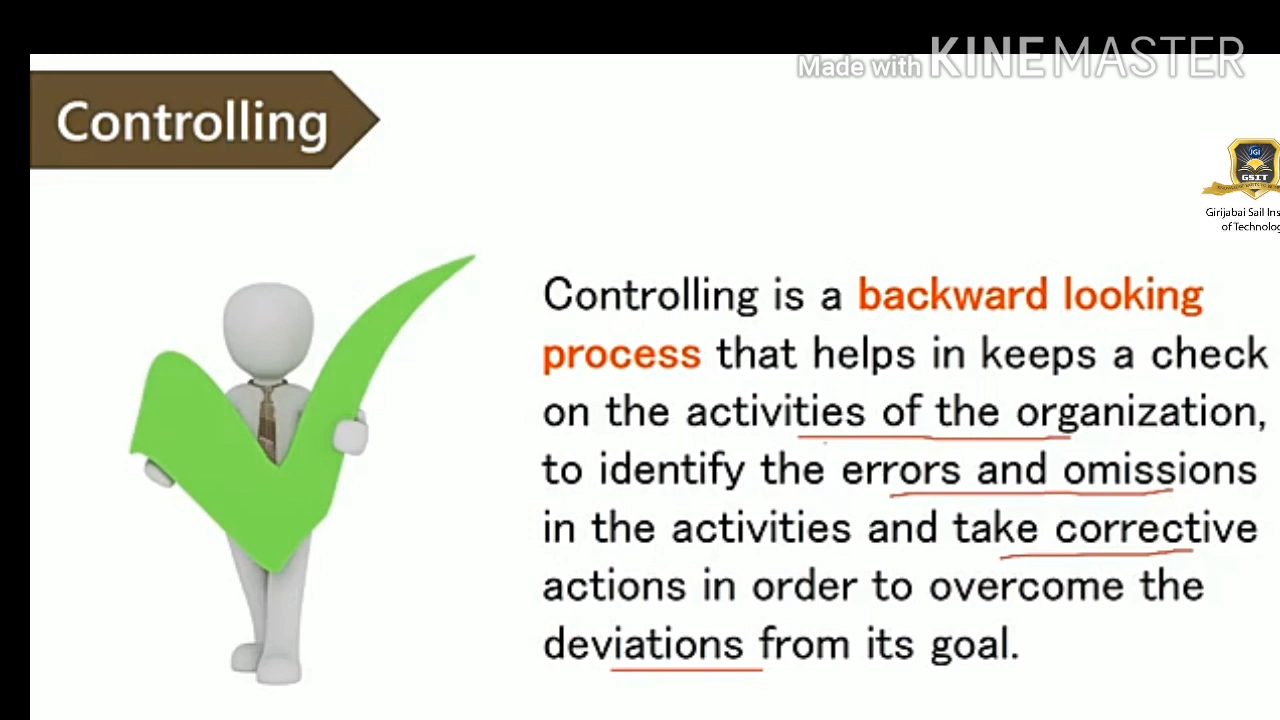 Made with KINEMASTER
Controlling
JGI
GSIT
Girijabai Sail Ins
of Technolog
Controlling is a backward looking
process that helps in keeps a check
on the activities of the organization,
to identify the errors and omissions
in the activities and take corrective
actions in order to overcome the
deviations from its goal.